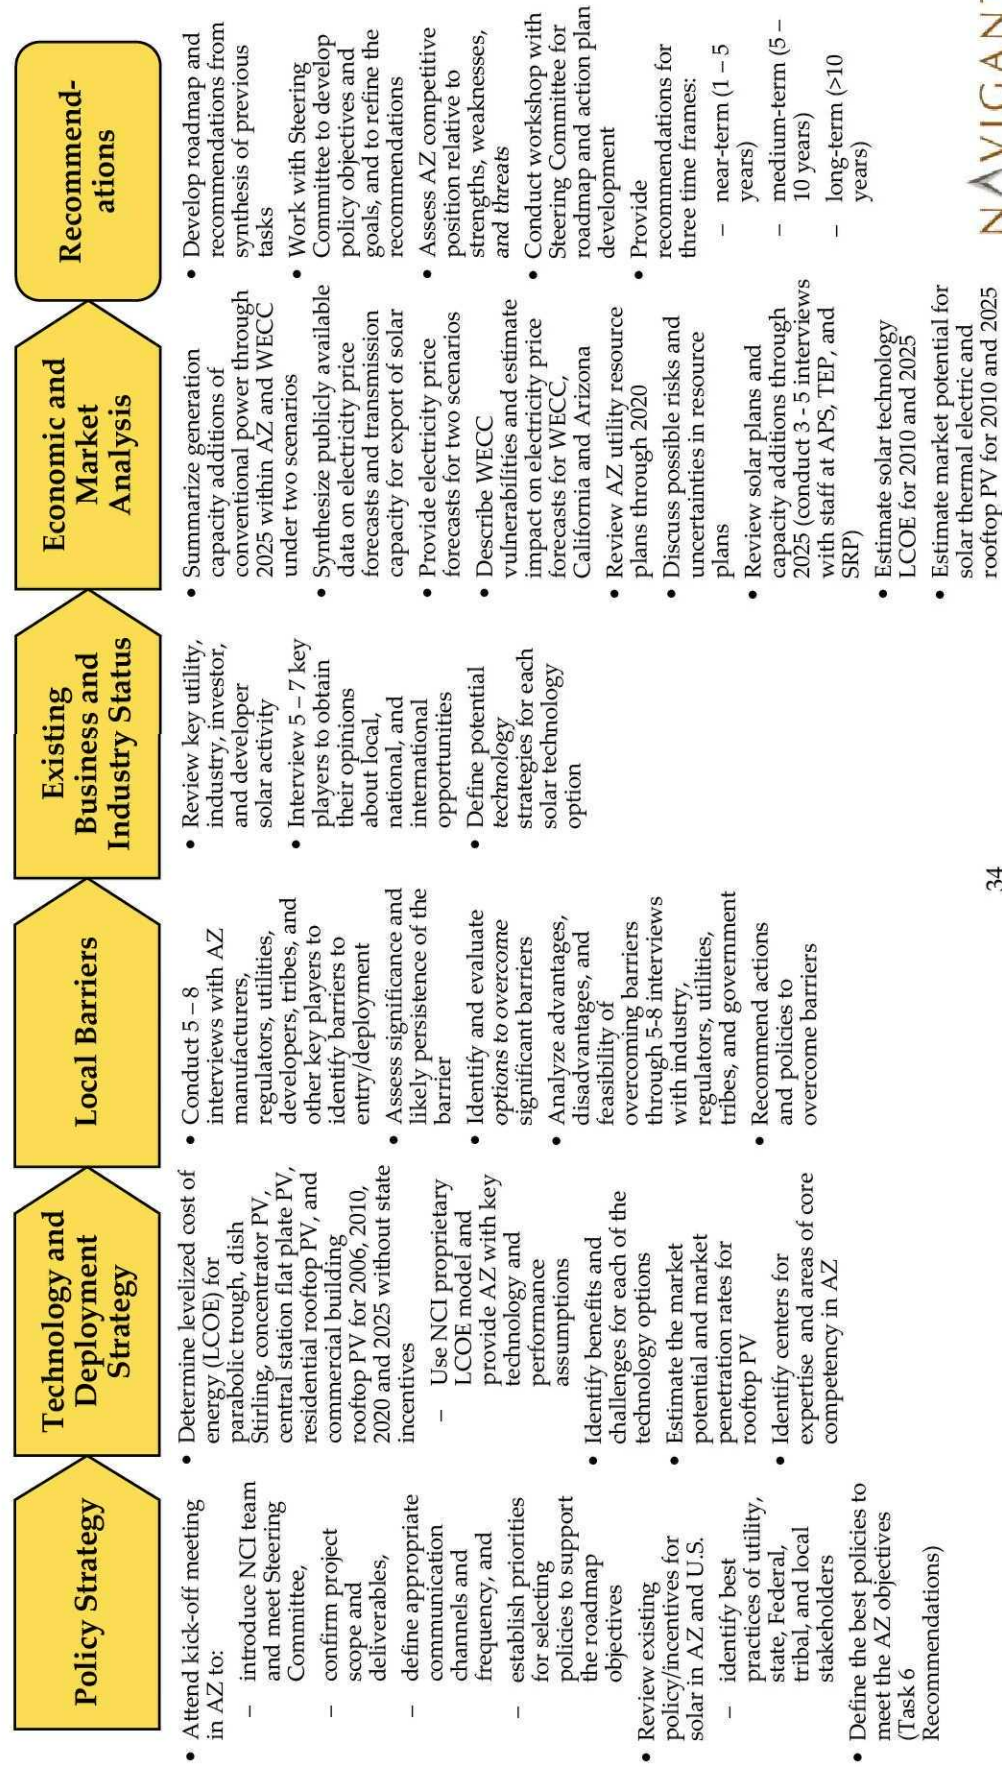 Policy Strategy
• Attend kick-off meeting
in AZ to:
– introduce NCI team
and meet Steering
Committee,
– confirm project
scope and
deliverables,
– define appropriate
communication
channels and
frequency, and
– establish priorities
for selecting
policies to support
the roadmap
objectives
• Review existing
policy/incentives for
solar in AZ and U.S.
– identify best
practices of utility,
state, Federal,
tribal, and local
stakeholders
• Define the best policies to
meet the AZ objectives
(Task 6
Recommendations)
Technology and
Deployment
Strategy
• Determine levelized cost of
energy (LCOE) for
parabolic trough, dish
Stirling, concentrator PV,
central station flat plate PV,
residential rooftop PV, and
commercial building
rooftop PV for 2006, 2010,
2020 and 2025 without state
incentives
– Use NCI proprietary
LCOE model and
provide AZ with key
technology and
performance
assumptions
• Identify benefits and
challenges for each of the
technology options
• Estimate the market
potential and market
penetration rates for
rooftop PV
• Identify centers for
expertise and areas of core
competency in AZ
Local Barriers
• Conduct 5 – 8
interviews with AZ
manufacturers,
regulators, utilities,
developers, tribes, and
other key players to
identify barriers to
entry/deployment
• Assess significance and
likely persistence of the
barrier
• Identify and evaluate
options to overcome
significant barriers
• Analyze advantages,
disadvantages, and
feasibility of
overcoming barriers
through 5-8 interviews
with industry,
regulators, utilities,
tribes, and government
• Recommend actions
and policies to
overcome barriers
Existing
Business and
Industry Status
• Review key utility,
industry, investor,
and developer
solar activity
• Interview 5 – 7 key
players to obtain
their opinions
about local,
national, and
international
opportunities
• Define potential
technology
strategies for each
solar technology
option
Economic and
Market
Analysis
• Summarize generation
capacity additions of
conventional power through
2025 within AZ and WECC
under two scenarios
• Synthesize publicly available
data on electricity price
forecasts and transmission
capacity for export of solar
• Provide electricity price
forecasts for two scenarios
• Describe WECC
vulnerabilities and estimate
impact on electricity price
forecasts for WECC,
California and Arizona
• Review AZ utility resource
plans through 2020
• Discuss possible risks and
uncertainties in resource
plans
• Review solar plans and
capacity additions through
2025 (conduct 3 - 5 interviews
with staff at APS, TEP, and
SRP)
• Estimate solar technology
LCOE for 2010 and 2025
• Estimate market potential for
solar thermal electric and
rooftop PV for 2010 and 2025
Recommend-
ations
• Develop roadmap and
recommendations from
synthesis of previous
tasks
• Work with Steering
Committee to develop
policy objectives and
goals, and to refine the
recommendations
• Assess AZ competitive
position relative to
strengths, weaknesses,
and threats
• Conduct workshop with
Steering Committee for
roadmap and action plan
development
• Provide
recommendations for
three time frames:
– near-term (1 – 5
years)
– medium-term (5 –
10 years)
– long-term (>10
years)
34
NAVIGANT